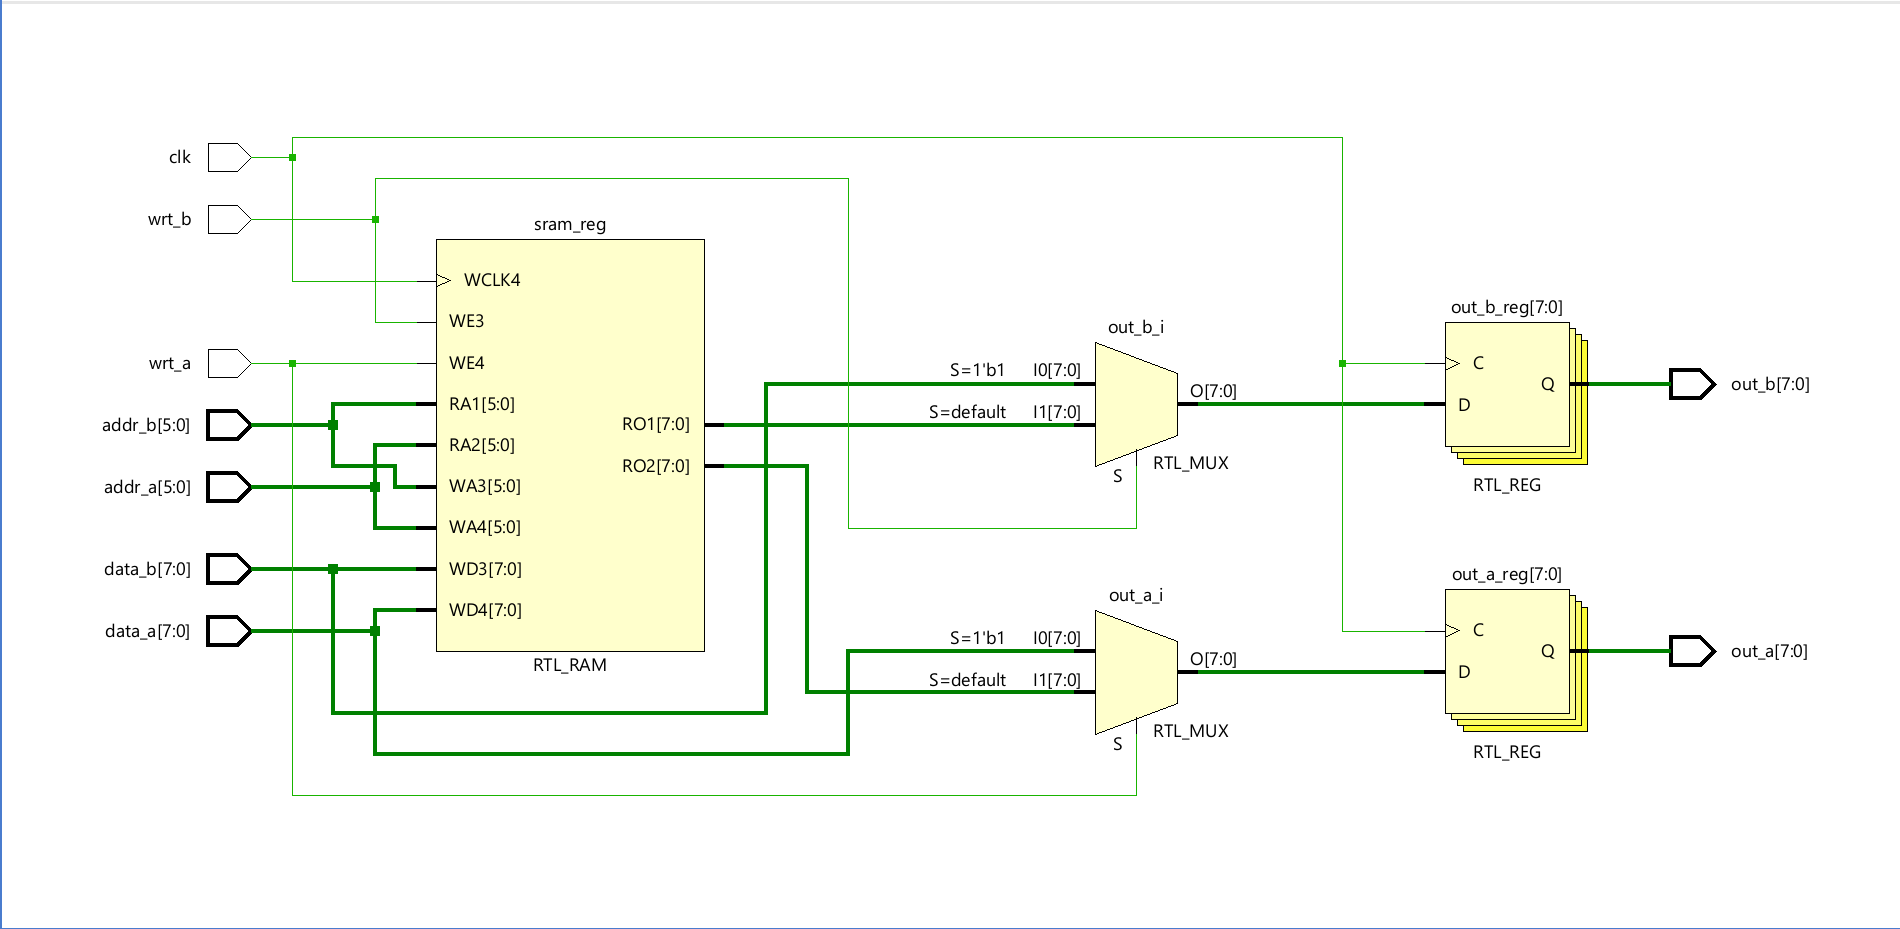 clk
wrt_b
wrt_a
addr_b[5:0]
addr_a[5:0]
data_b[7:0]
data_a[7:0]
sram_reg
WCLK4
WE3
WE4
RA1[5:0]
RA2[5:0]
WA3[5:0]
WA4[5:0]
WD3[7:0]
WD4[7:0]
RO1[7:0]
RO2[7:0]
RTL_RAM
out_b_i
S=1'b1 I0[7:0]
S=default I1[7:0]
O[7:0]
S
RTL_MUX
out_a_i
S=1'b1 I0[7:0]
S=default I1[7:0]
O[7:0]
S
RTL_MUX
out_b_reg[7:0]
C
D
Q
RTL_REG
out_b[7:0]
out_a_reg[7:0]
C
D
Q
RTL_REG
out_a[7:0]